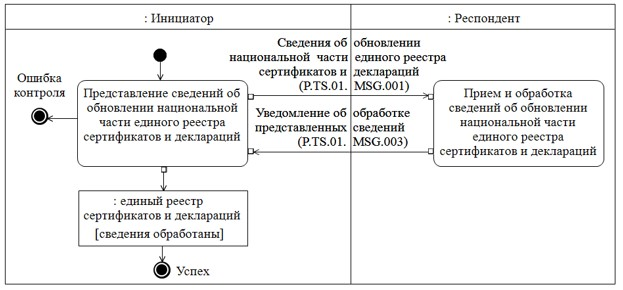 : Инициатор
: Респондент
Сведения об обновлении
национальной части единого реестра
сертификатов и деклараций
(P.TS.01. MSG.001)
Ошибка
контроля
Представление сведений об
обновлении национальной
части единого реестра
сертификатов и деклараций
Прием и обработка
сведений об обновлении
национальной части
единого реестра
сертификатов и деклараций
Уведомление об обработке
представленных сведений
(P.TS.01. MSG.003)
: единый реестр
сертификатов и деклараций
[сведения обработаны]
Успех